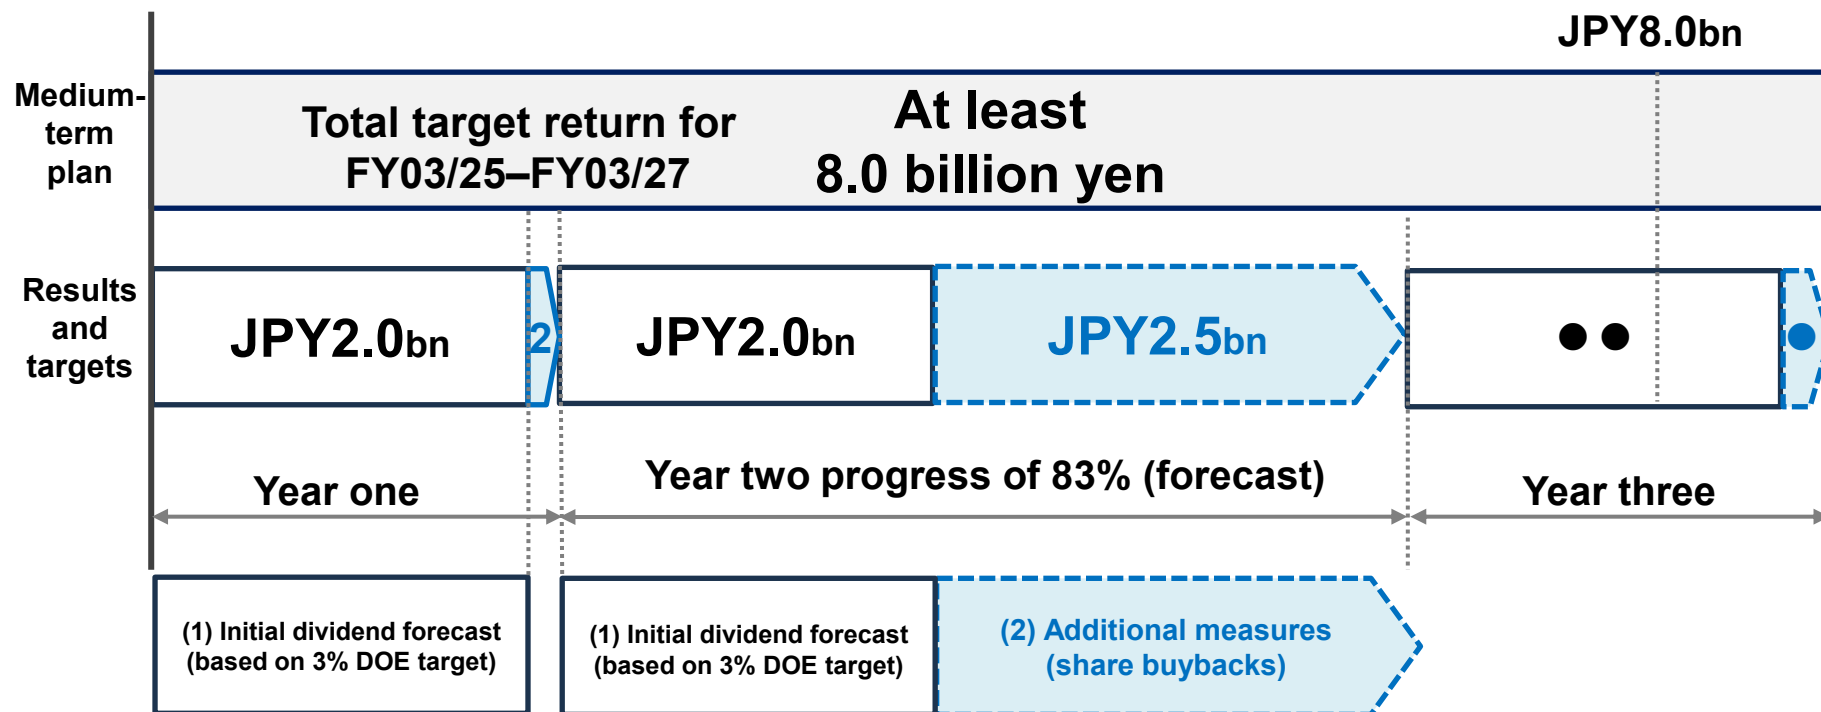 JPY8.0bn
Medium-
term
plan
Total target return for
FY03/25–FY03/27
At least
8.0 billion yen
Results
and
targets
JPY2.0bn
2
JPY2.0bn
JPY2.5bn
●●
●
Year one
Year two progress of 83% (forecast)
Year three
(1) Initial dividend forecast
(based on 3% DOE target)
(1) Initial dividend forecast
(based on 3% DOE target)
(2) Additional measures
(share buybacks)